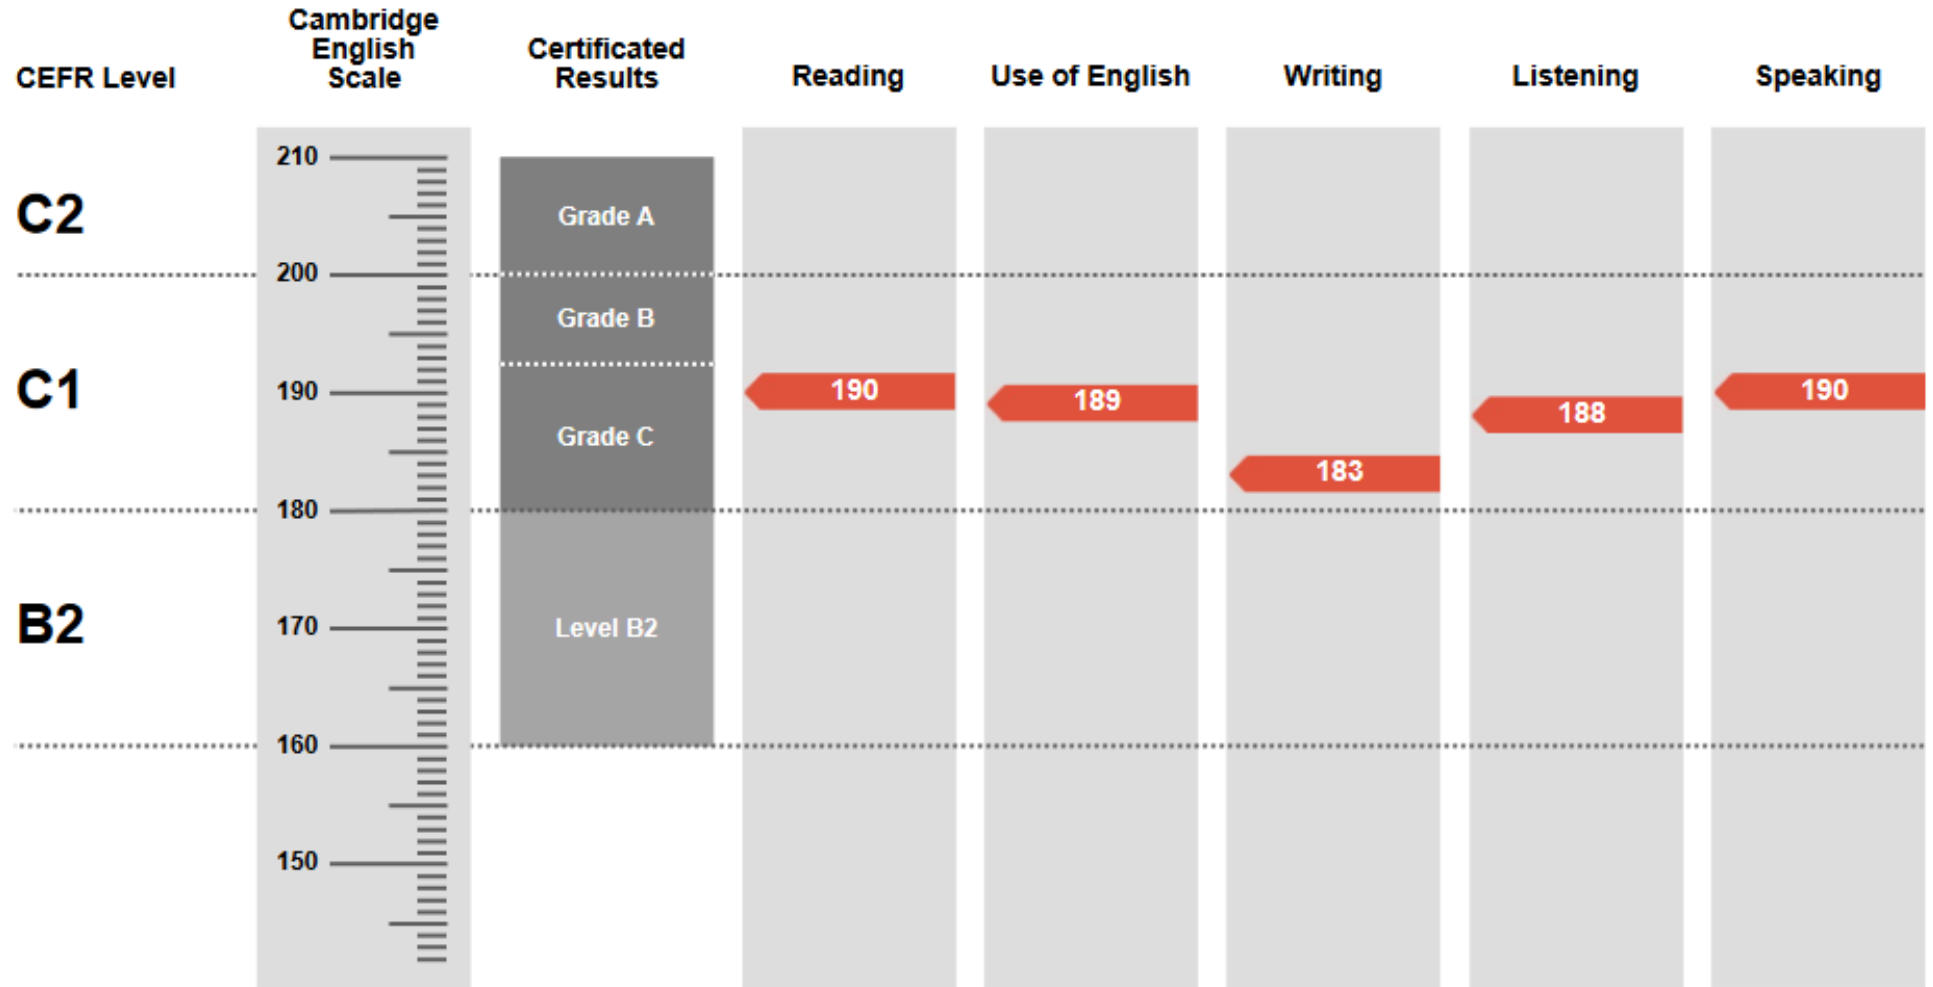 CEFR Level
Cambridge
English
Scale
Certificated
Results
Reading
Use of English
Writing
Listening
Speaking
210
C2
Grade A
200
Grade B
C1
190
190
189
188
190
Grade C
183
180
B2
170
Level B2
160
150